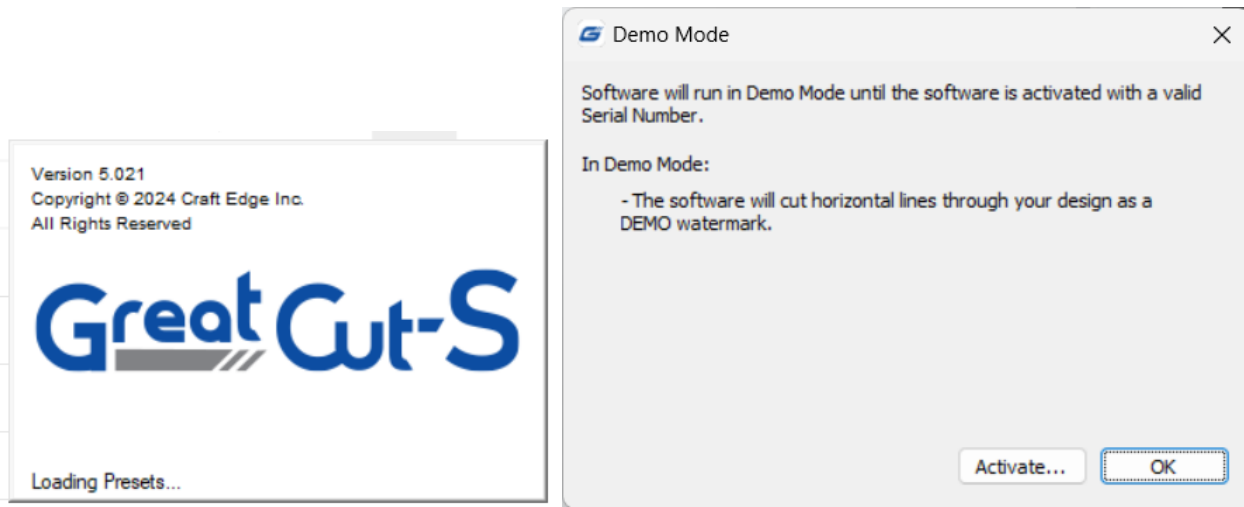 Version 5.021
Copyright © 2024 Craft Edge Inc.
All Rights Reserved
Great Cut-S
Loading Presets...
Demo Mode
Software will run in Demo Mode until the software is activated with a valid
Serial Number.
In Demo Mode:
- The software will cut horizontal lines through your design as a
DEMO watermark.
Activate...
OK